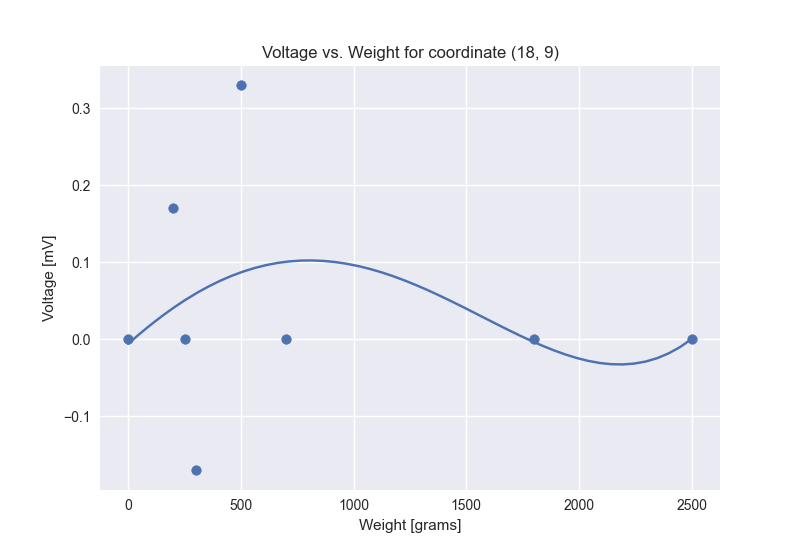 Voltage vs. Weight for coordinate (18, 9)
0.3
0.2
0.1
0.0
−0.1
Voltage [mV]
0 500 1000 1500 2000 2500
Weight [grams]